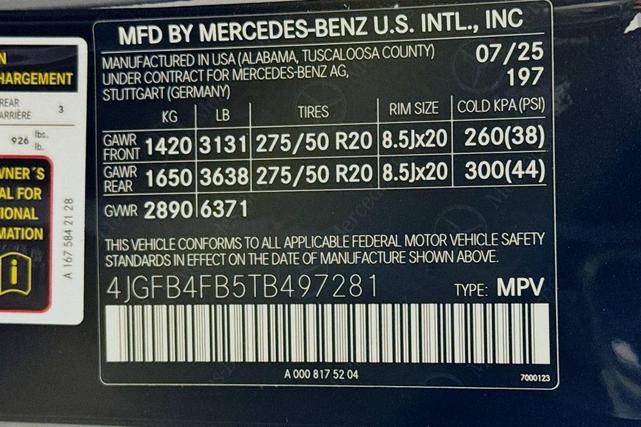 N
HARGEMENT
REAR
ARRIÈRE 3
926 lbs.
lb.
WNER'S
AL FOR
TIONAL
MATION
i
A 167 584 21 28
MFD BY MERCEDES-BENZ U.S. INTL., INC
MANUFACTURED IN USA (ALABAMA, TUSCALOOSA COUNTY) 07/25
UNDER CONTRACT FOR MERCEDES-BENZ AG, 197
STUTTGART (GERMANY)
KG LB TIRES RIM SIZE COLD KPA (PSI)
GAWR FRONT 1420 3131 275/50 R20 8.5Jx20 260(38)
GAWR REAR 1650 3638 275/50 R20 8.5Jx20 300(44)
GVWR 2890 6371
THIS VEHICLE CONFORMS TO ALL APPLICABLE FEDERAL MOTOR VEHICLE SAFETY
STANDARDS IN EFFECT ON THE DATE OF MANUFACTURE SHOWN ABOVE.
4JGFB4FB5TB497281 TYPE: MPV
A 000 817 52 04
7000123